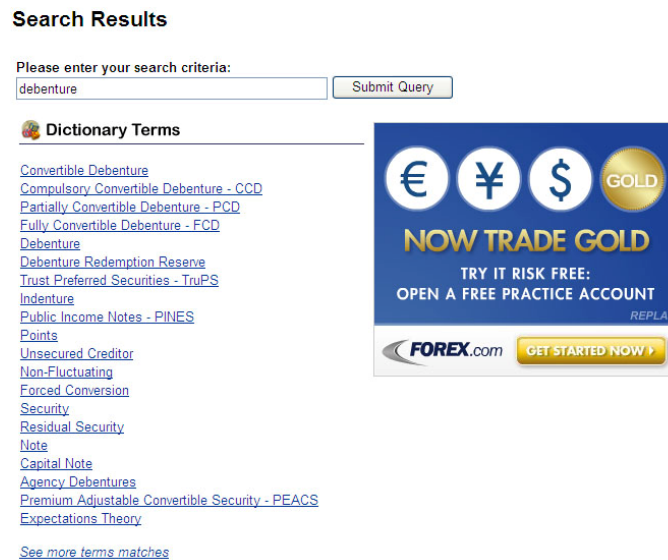 Search Results
Please enter your search criteria:
debenture
Submit Query
Dictionary Terms
Convertible Debenture
Compulsory Convertible Debenture - CCD
Partially Convertible Debenture - PCD
Fully Convertible Debenture - FCD
Debenture
Debenture Redemption Reserve
Trust Preferred Securities - TruPS
Indenture
Public Income Notes - PINES
Points
Unsecured Creditor
Non-Fluctuating
Forced Conversion
Security
Residual Security
Note
Capital Note
Agency Debentures
Premium Adjustable Convertible Security - PEACS
Expectations Theory
See more terms matches
€ ¥ $ GOLD
NOW TRADE GOLD
TRY IT RISK FREE:
OPEN A FREE PRACTICE ACCOUNT
REPLA
FOREX.com
GET STARTED NOW